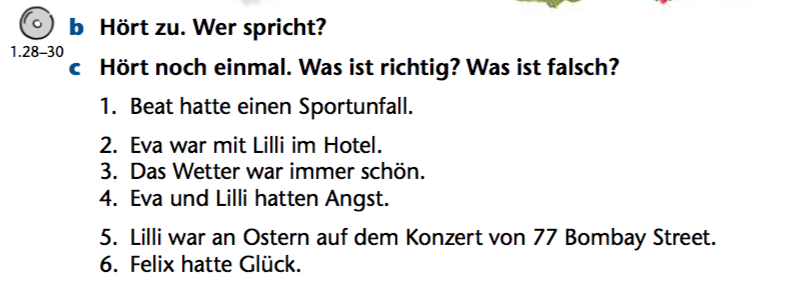 b Hört zu. Wer spricht?
1.28–30
c Hört noch einmal. Was ist richtig? Was ist falsch?
1. Beat hatte einen Sportunfall.
2. Eva war mit Lilli im Hotel.
3. Das Wetter war immer schön.
4. Eva und Lilli hatten Angst.
5. Lilli war an Ostern auf dem Konzert von 77 Bombay Street.
6. Felix hatte Glück.